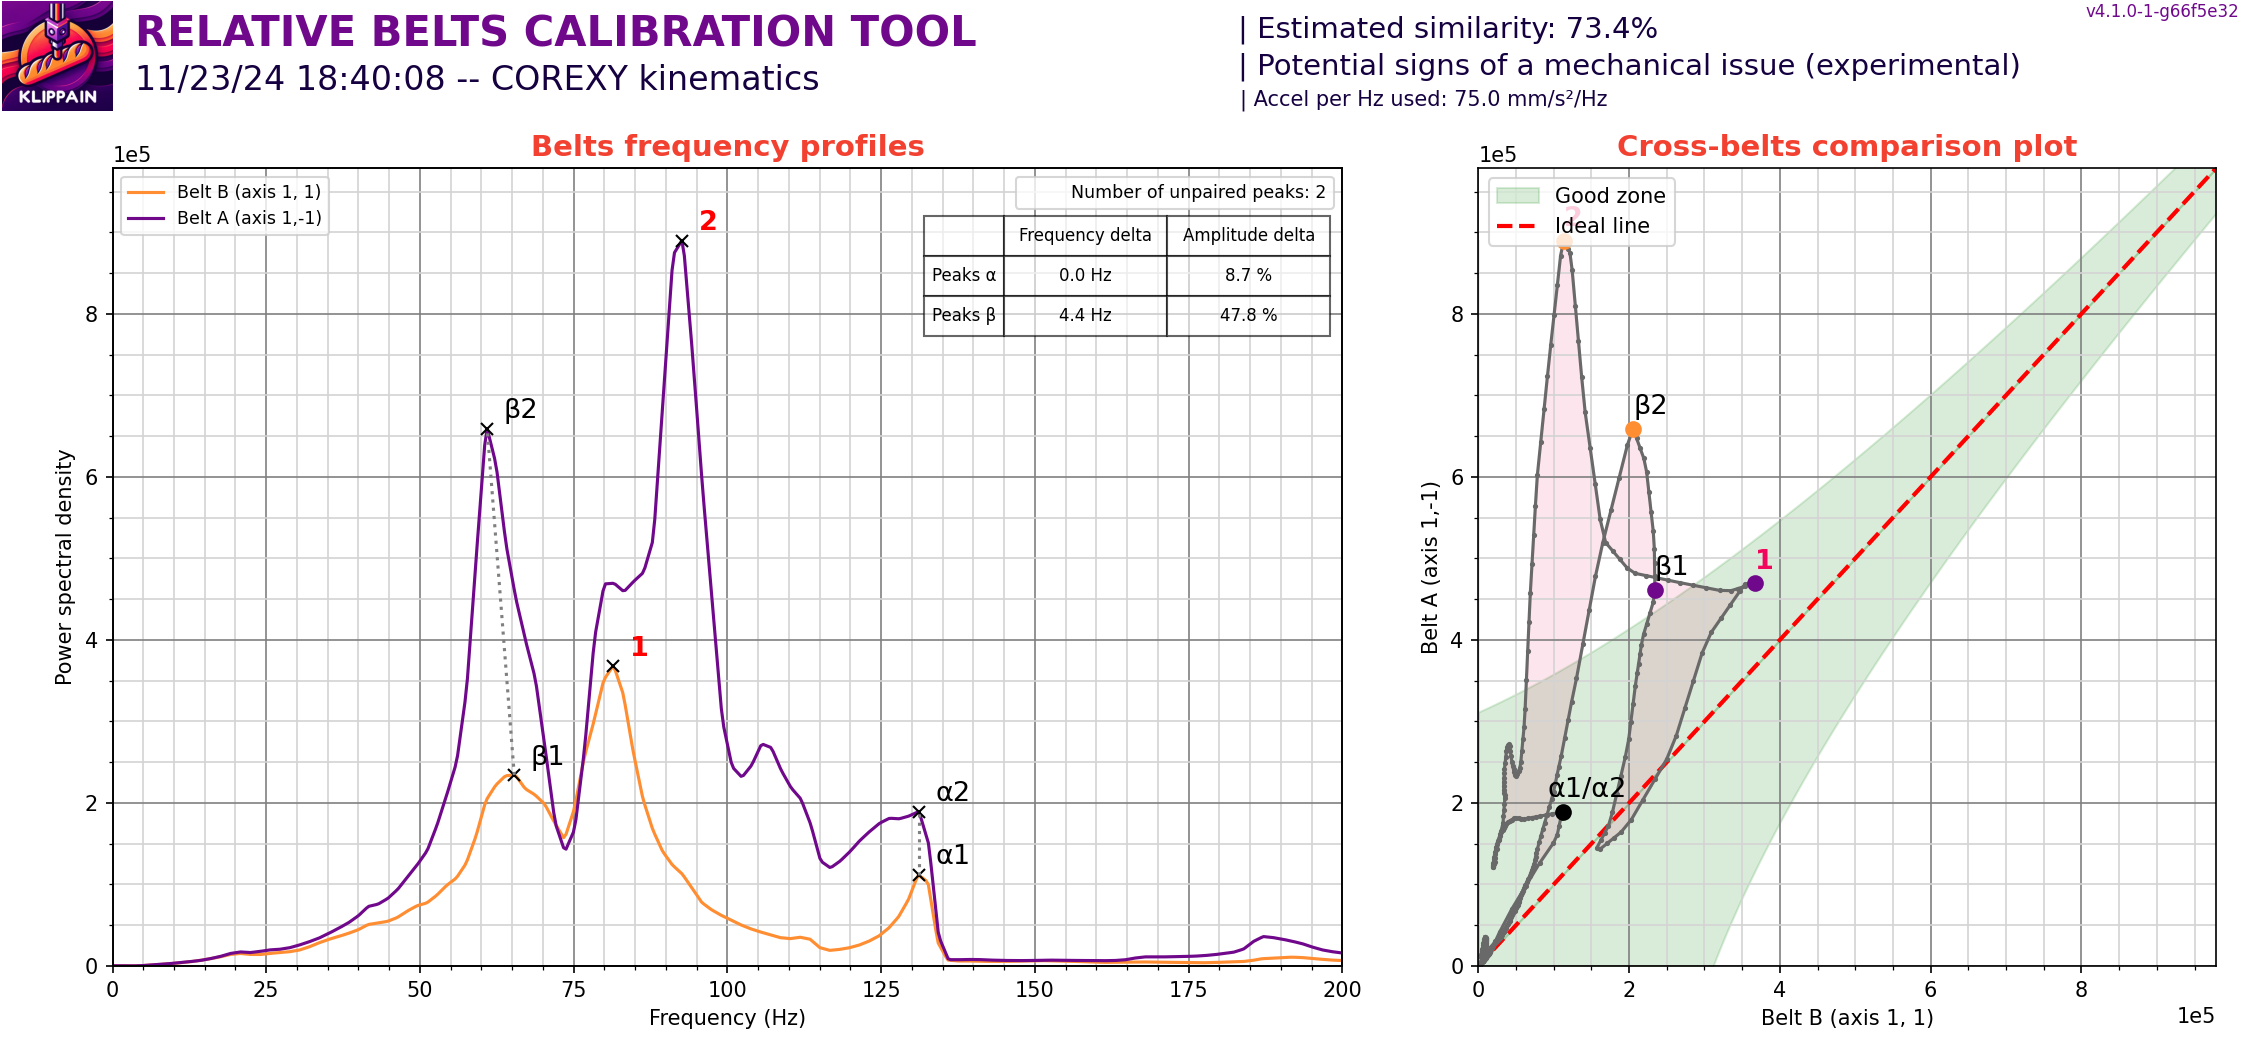 RELATIVE BELTS CALIBRATION TOOL
11/23/24 18:40:08 -- COREXY kinematics
KLIPPAIN
| Estimated similarity: 73.4%
| Potential signs of a mechanical issue (experimental)
| Accel per Hz used: 75.0 mm/s²/Hz
v4.1.0-1-g66f5e32
Belts frequency profiles
1e5
Belt B (axis 1, 1)
Belt A (axis 1,-1)
Number of unpaired peaks: 2
Frequency delta Amplitude delta
Peaks α 0.0 Hz 8.7 %
Peaks β 4.4 Hz 47.8 %
2
β2
1
β1
α2
α1
Power spectral density
8
6
4
2
0
0 25 50 75 100 125 150 175 200
Frequency (Hz)
Cross-belts comparison plot
1e5
Good zone
Ideal line
2
β2
β1
1
α1/α2
Belt A (axis 1,-1)
8
6
4
2
0
0 2 4 6 8
Belt B (axis 1, 1)
1e5